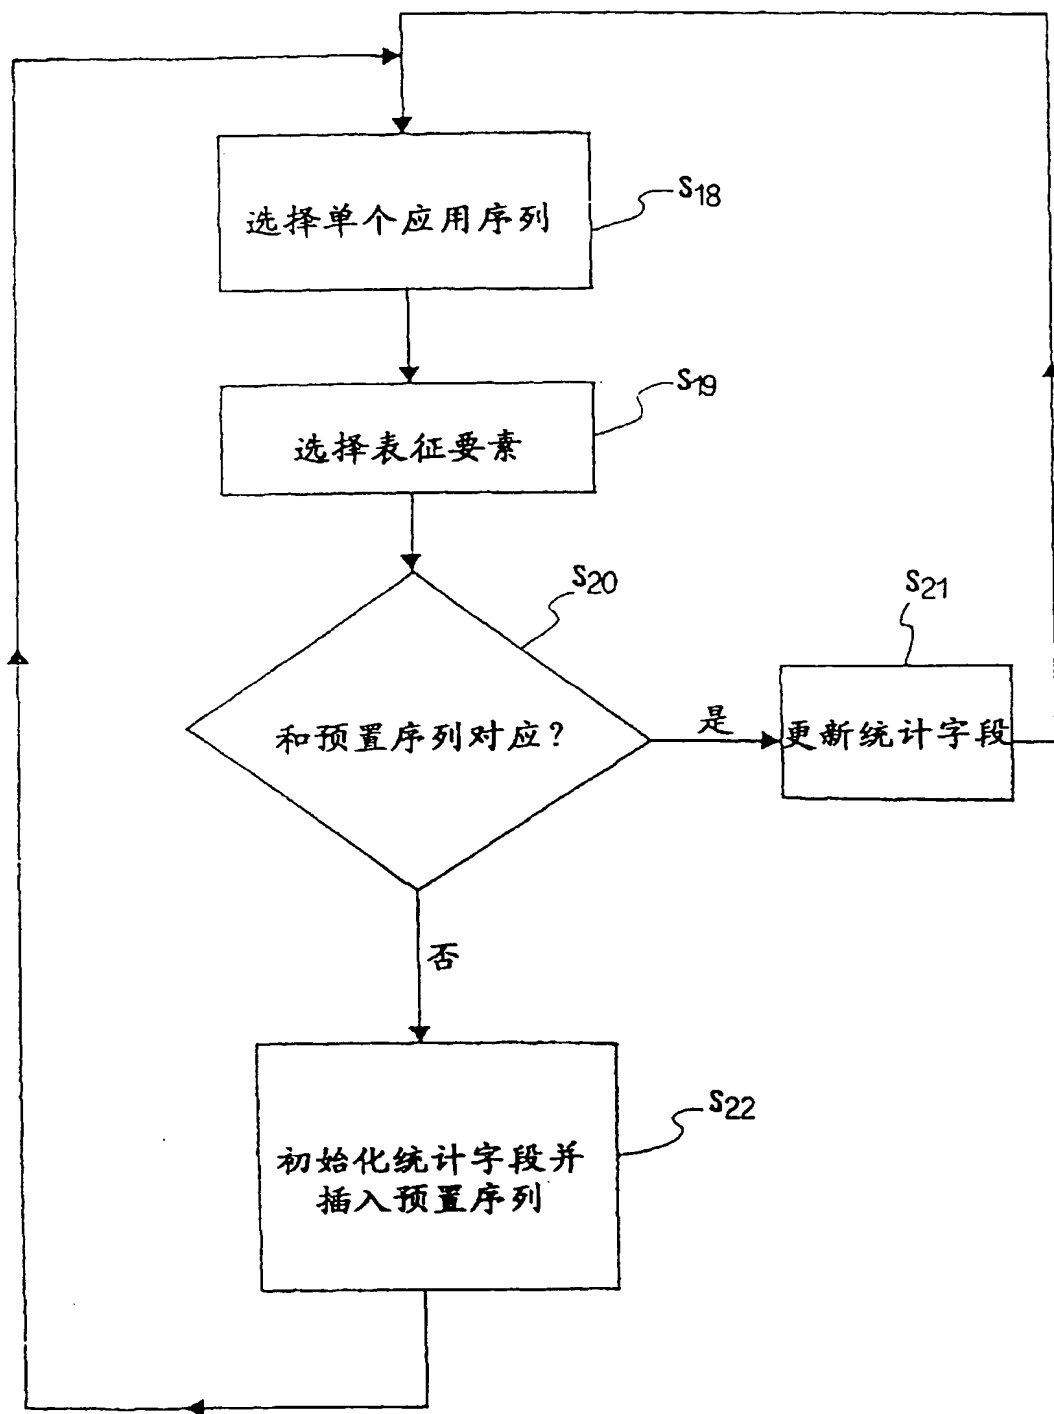 选择单个应用序列
S18
选择表征要素
S19
和预置序列对应？
S20
是
更新统计字段
S21
否
初始化统计字段并
插入预置序列
S22